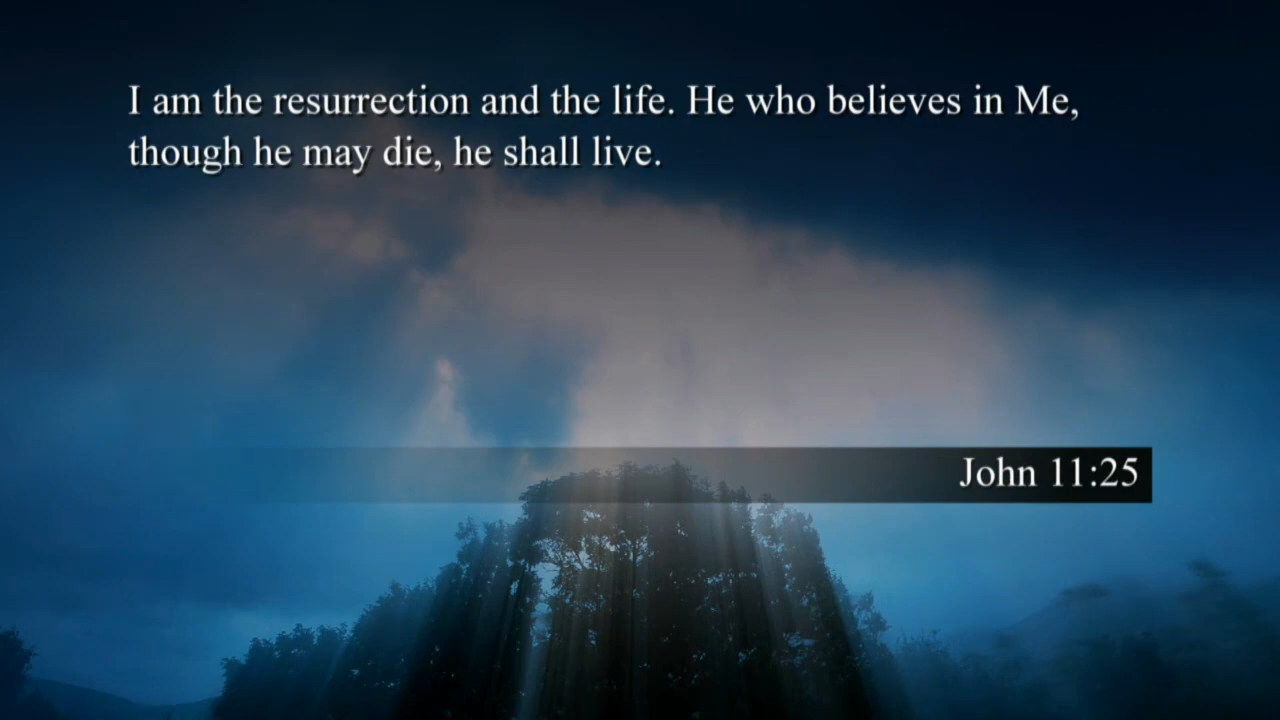 I am the resurrection and the life. He who believes in Me,
though he may die, he shall live.
John 11:25